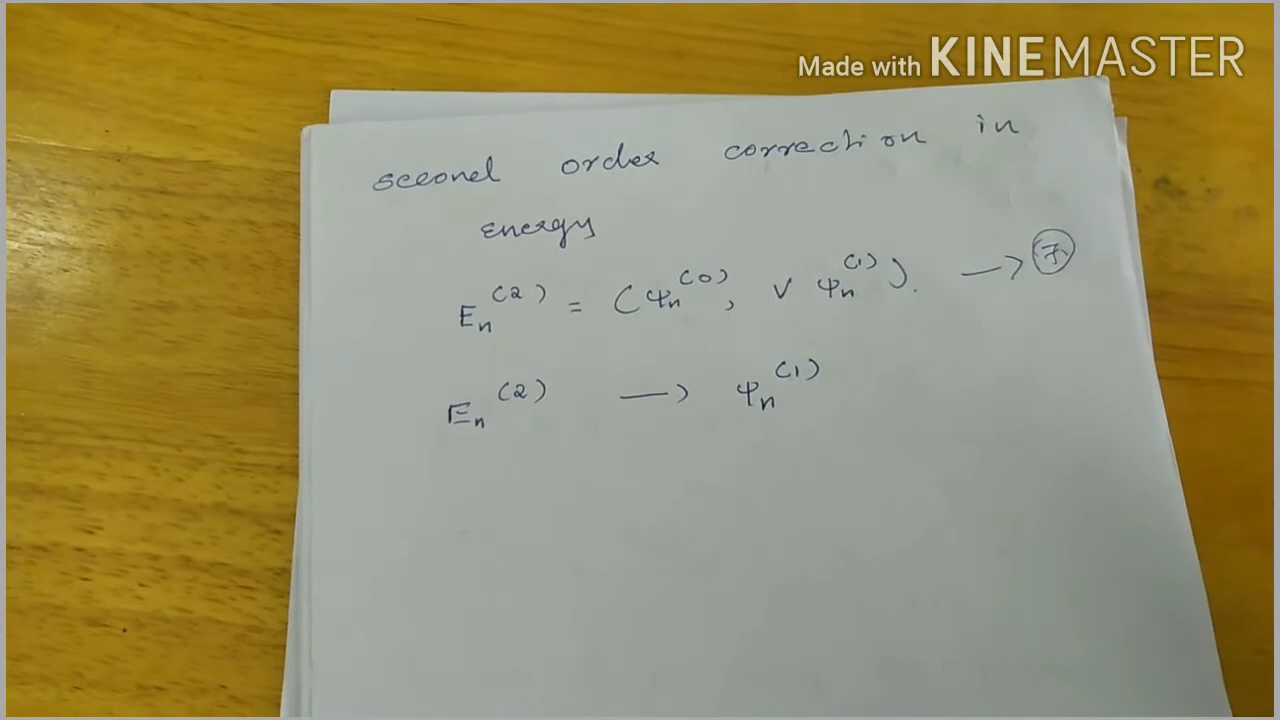 Made with KINEMASTER
second order correction in
energy
Eₙ⁽²⁾ = (ψₙ⁽⁰⁾, V ψₙ⁽¹⁾). → ⑦
Eₙ⁽²⁾ → ψₙ⁽¹⁾